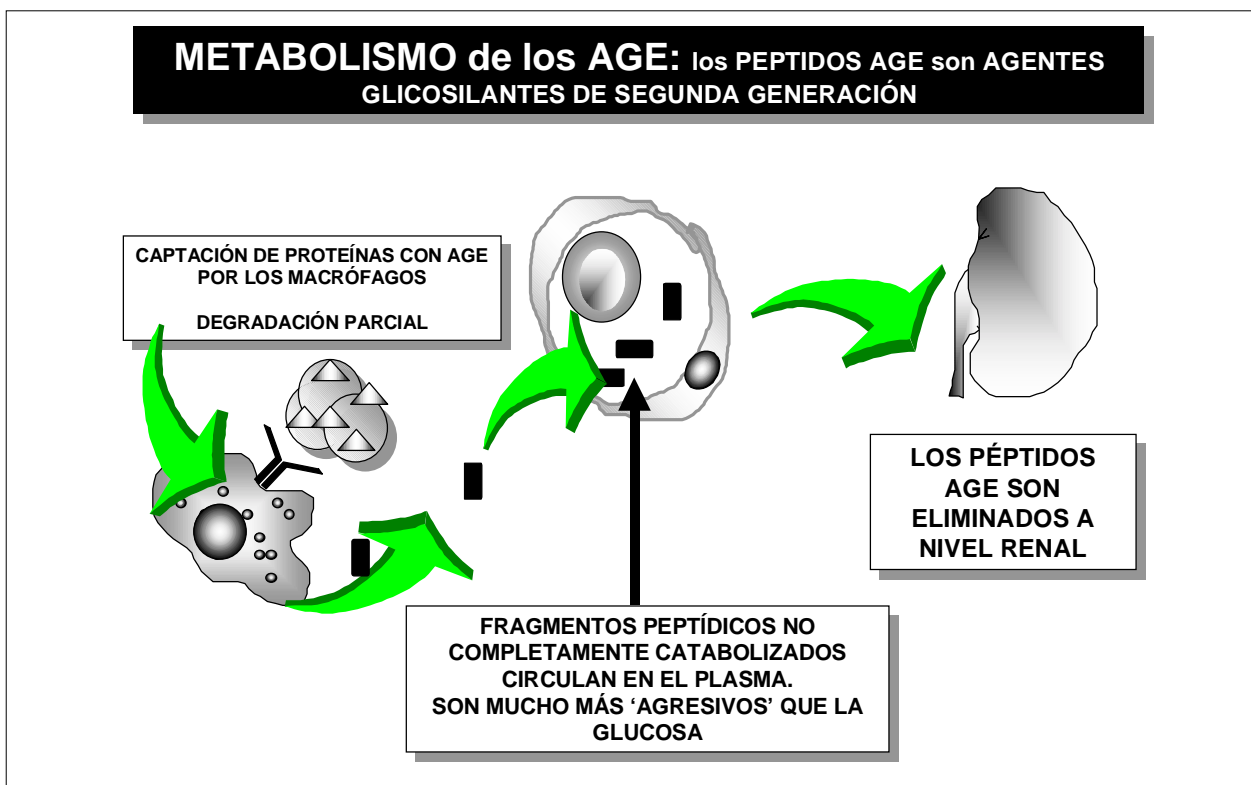 METABOLISMO de los AGE: los PEPTIDOS AGE son AGENTES
GLICOSILANTES DE SEGUNDA GENERACIÓN
CAPTACIÓN DE PROTEÍNAS CON AGE
POR LOS MACRÓFAGOS
DEGRADACIÓN PARCIAL
LOS PÉPTIDOS
AGE SON
ELIMINADOS A
NIVEL RENAL
FRAGMENTOS PEPTÍDICOS NO
COMPLETAMENTE CATABOLIZADOS
CIRCULAN EN EL PLASMA.
SON MUCHO MÁS ‘AGRESIVOS’ QUE LA
GLUCOSA